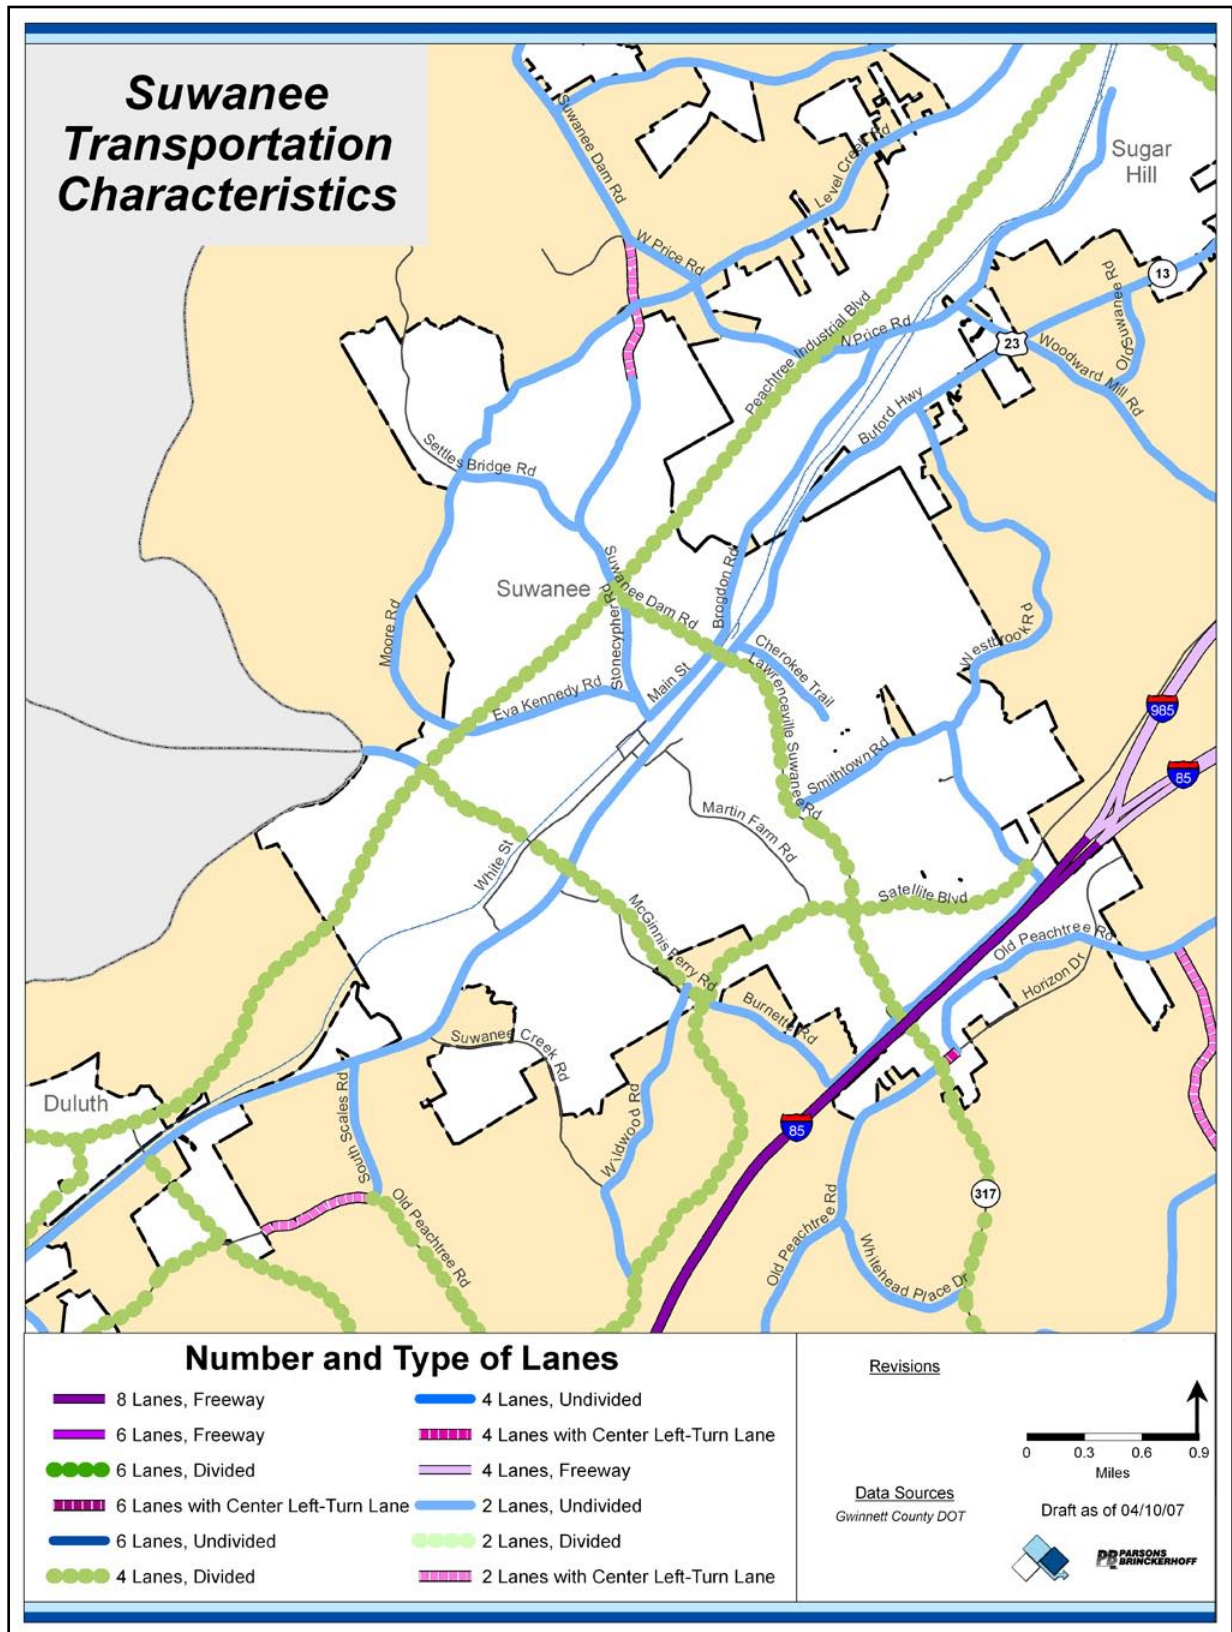 Suwanee
Transportation
Characteristics
Sugar
Hill
Suwanee Dam Rd
Level Creek Rd
W Price Rd
13
Old Suwanee Rd
Peachtree Industrial Blvd
N Price Rd
23
Woodward Mill Rd
Buford Hwy
Settles Bridge Rd
Suwanee
Suwanee Dam Rd
Stonecypher Rd
Brogdon Rd
Moore Rd
Cherokee Trail
Westbrook Rd
Main St
Eva Kennedy Rd
Lawrenceville Suwanee Rd
985
85
Smithtown Rd
Martin Farm Rd
White St
Satellite Blvd
McGinnis Ferry Rd
Old Peachtree Rd
Horizon Dr
Burnette Rd
Suwanee Creek Rd
Duluth
South Scales Rd
Wildwood Rd
85
317
Old Peachtree Rd
Old Peachtree Rd
Whitehead Place Dr
Number and Type of Lanes
8 Lanes, Freeway
6 Lanes, Freeway
6 Lanes, Divided
6 Lanes with Center Left-Turn Lane
6 Lanes, Undivided
4 Lanes, Divided
4 Lanes, Undivided
4 Lanes with Center Left-Turn Lane
4 Lanes, Freeway
2 Lanes, Undivided
2 Lanes, Divided
2 Lanes with Center Left-Turn Lane
Revisions
Data Sources
Gwinnett County DOT
0 0.3 0.6 0.9
Miles
Draft as of 04/10/07
PB PARSONS
BRINCKERHOFF